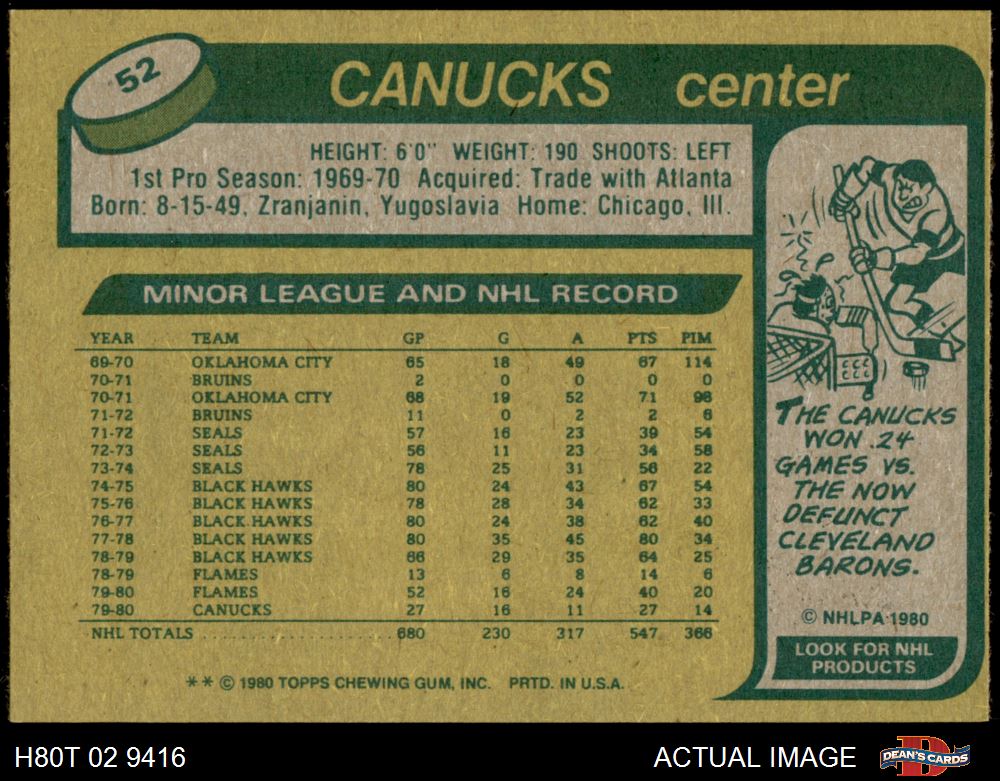 52
CANUCKS center
HEIGHT: 6'0" WEIGHT: 190 SHOOTS: LEFT
1st Pro Season: 1969-70 Acquired: Trade with Atlanta
Born: 8-15-49, Zranjanin, Yugoslavia Home: Chicago, Ill.
MINOR LEAGUE AND NHL RECORD
YEAR TEAM GP G A PTS PIM
69-70 OKLAHOMA CITY 65 18 49 67 114
70-71 BRUINS 2 0 0 0 0
70-71 OKLAHOMA CITY 68 19 52 71 98
71-72 BRUINS 11 0 2 2 6
71-72 SEALS 57 16 23 39 54
72-73 SEALS 56 11 23 34 58
73-74 SEALS 78 25 31 56 22
74-75 BLACK HAWKS 80 24 43 67 54
75-76 BLACK HAWKS 78 28 34 62 33
76-77 BLACK HAWKS 80 24 38 62 40
77-78 BLACK HAWKS 80 35 45 80 34
78-79 BLACK HAWKS 66 29 35 64 25
78-79 FLAMES 13 6 8 14 6
79-80 FLAMES 52 16 24 40 20
79-80 CANUCKS 27 16 11 27 14
NHL TOTALS 680 230 317 547 366
** © 1980 TOPPS CHEWING GUM, INC. PRTD. IN U.S.A.
THE CANUCKS
WON 24
GAMES VS.
THE NOW
DEFUNCT
CLEVELAND
BARONS.
© NHLPA 1980
LOOK FOR NHL
PRODUCTS
H80T 02 9416
ACTUAL IMAGE
DEAN'S CARDS